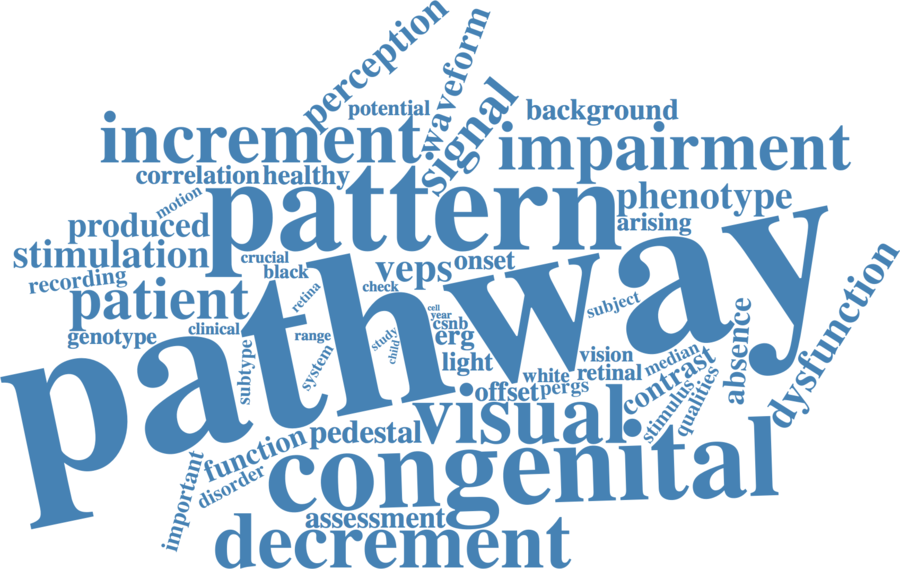 perception
waveform
potential
signal
background
increment
impairment
correlation
healthy
pattern
phenotype
motion
produced
arising
stimulation
crucial
black
veps
onset
pathway
recording
patient
retina
check
subject
dysfunction
genotype
clinical
range
cell
year
csnb
erg
study
child
light
vision
absence
subtype
system
white
retinal
median
contrast
offset
pergs
stimulus
qualities
visual
pedestal
function
disorder
congenital
important
assessment
decrement